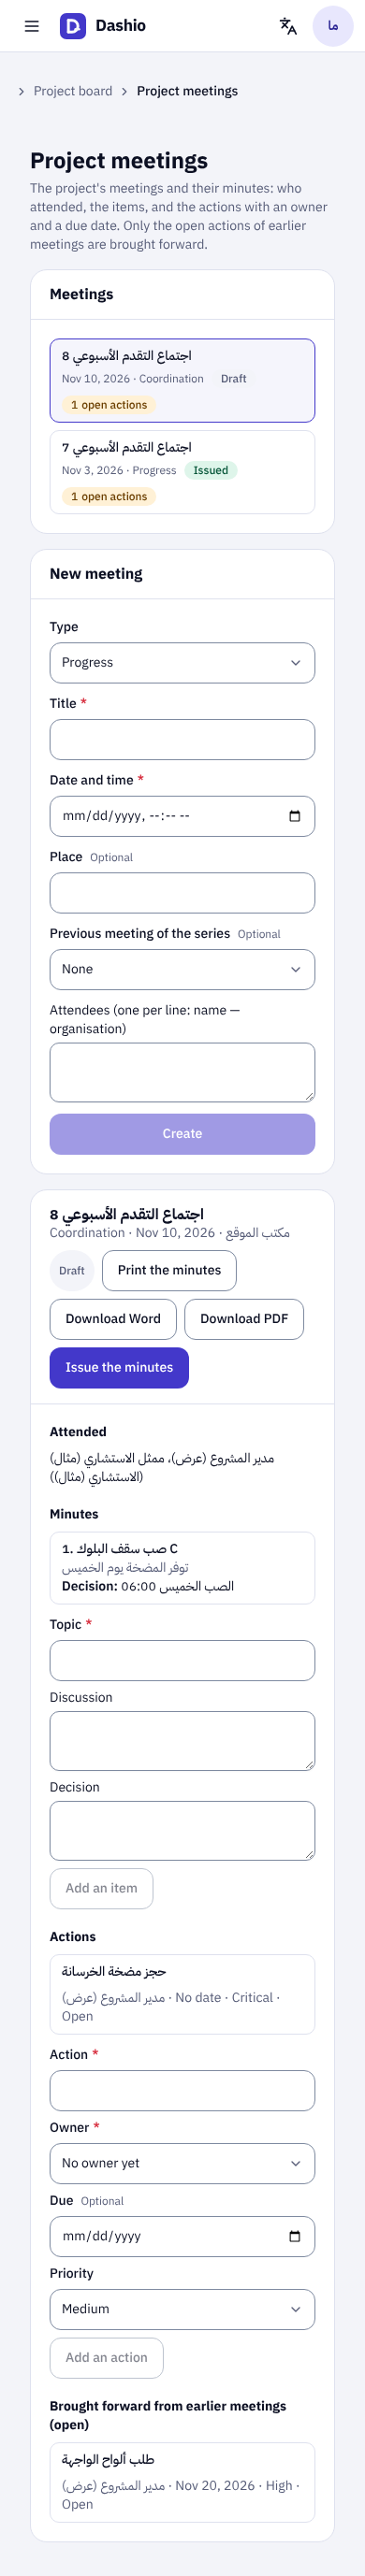 Dashio
ما
Project board
Project meetings
Project meetings
The project's meetings and their minutes: who
attended, the items, and the actions with an owner
and a due date. Only the open actions of earlier
meetings are brought forward.
Meetings
اجتماع التقدم الأسبوعي 8
Nov 10, 2026 · Coordination Draft
1 open actions
اجتماع التقدم الأسبوعي 7
Nov 3, 2026 · Progress Issued
1 open actions
New meeting
Type
Progress
Title *
Date and time *
mm/dd/yyyy, --:-- --
Place Optional
Previous meeting of the series Optional
None
Attendees (one per line: name —
organisation)
Create
اجتماع التقدم الأسبوعي 8
Coordination · Nov 10, 2026 · مكتب الموقع
Draft
Print the minutes
Download Word
Download PDF
Issue the minutes
Attended
مدير المشروع (عرض)، ممثل الاستشاري (مثال)
(الاستشاري (مثال))
Minutes
1. صب سقف البلوك C
توفر المضخة يوم الخميس
Decision: الصب الخميس 06:00
Topic *
Discussion
Decision
Add an item
Actions
حجز مضخة الخرسانة
مدير المشروع (عرض) · No date · Critical ·
Open
Action *
Owner *
No owner yet
Due Optional
mm/dd/yyyy
Priority
Medium
Add an action
Brought forward from earlier meetings
(open)
طلب ألواح الواجهة
مدير المشروع (عرض) · Nov 20, 2026 · High ·
Open